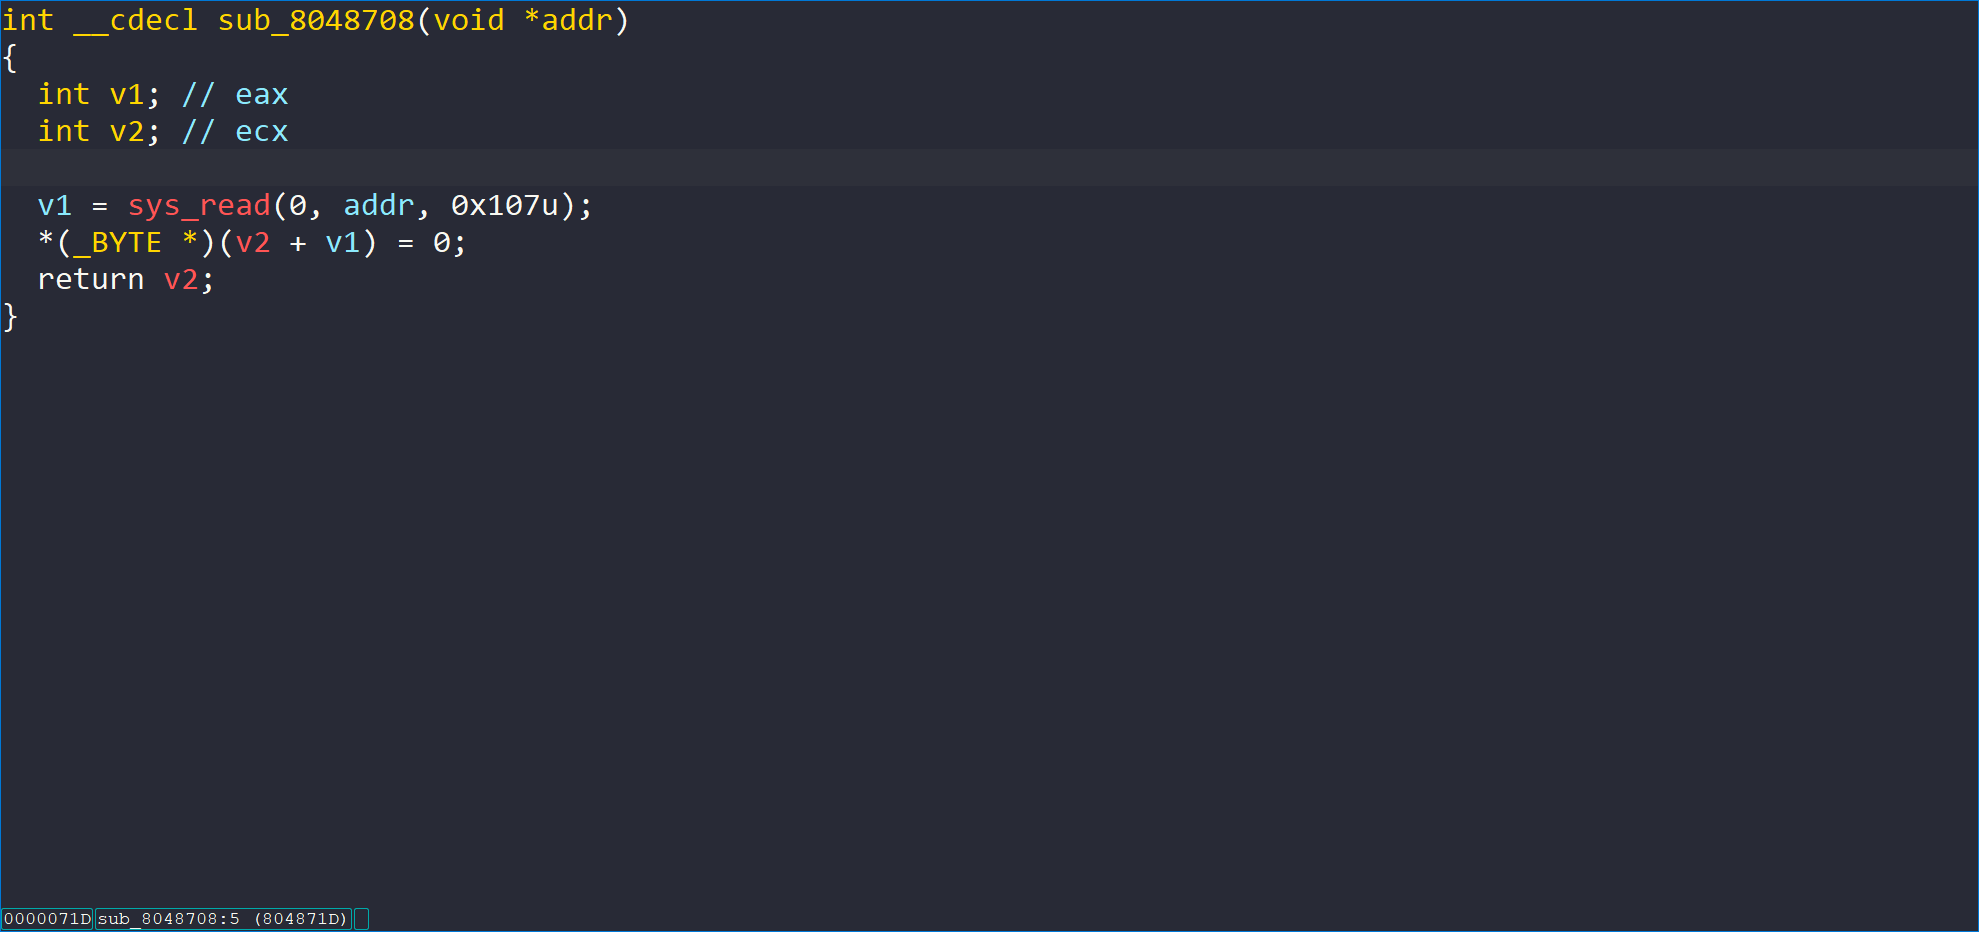 int __cdecl sub_8048708(void *addr)
{
  int v1; // eax
  int v2; // ecx

  v1 = sys_read(0, addr, 0x107u);
  *(_BYTE *)(v2 + v1) = 0;
  return v2;
}
0000071D sub_8048708:5 (804871D)